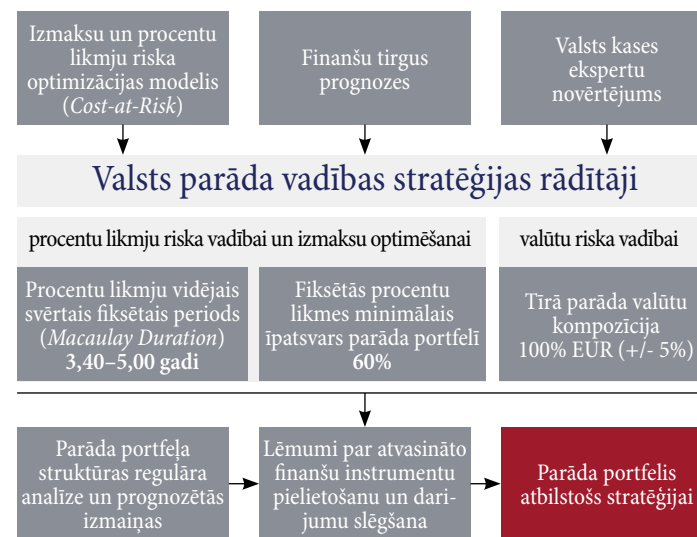 Izmaksu un procentu
likmju riska
optimizācijas modelis
(Cost-at-Risk)
Finanšu tirgus
prognozes
Valsts kases
ekspertu
novērtējums
Valsts parāda vadības stratēģijas rādītāji
procentu likmju riska vadībai un izmaksu optimēšanai
valūtu riska vadībai
Procentu likmju vidējais
svērtais fiksētais periods
(Macaulay Duration)
3,40–5,00 gadi
Fiksētās procentu
likmes minimālais
īpatsvars parāda portfelī
60%
Tīrā parāda valūtu
kompozīcija
100% EUR (+/- 5%)
Parāda portfeļa
struktūras regulāra
analīze un prognozētās
izmaiņas
Lēmumi par atvasināto
finanšu instrumentu
pielietošanu un dari-
jumu slēgšana
Parāda portfelis
atbilstošs stratēģijai